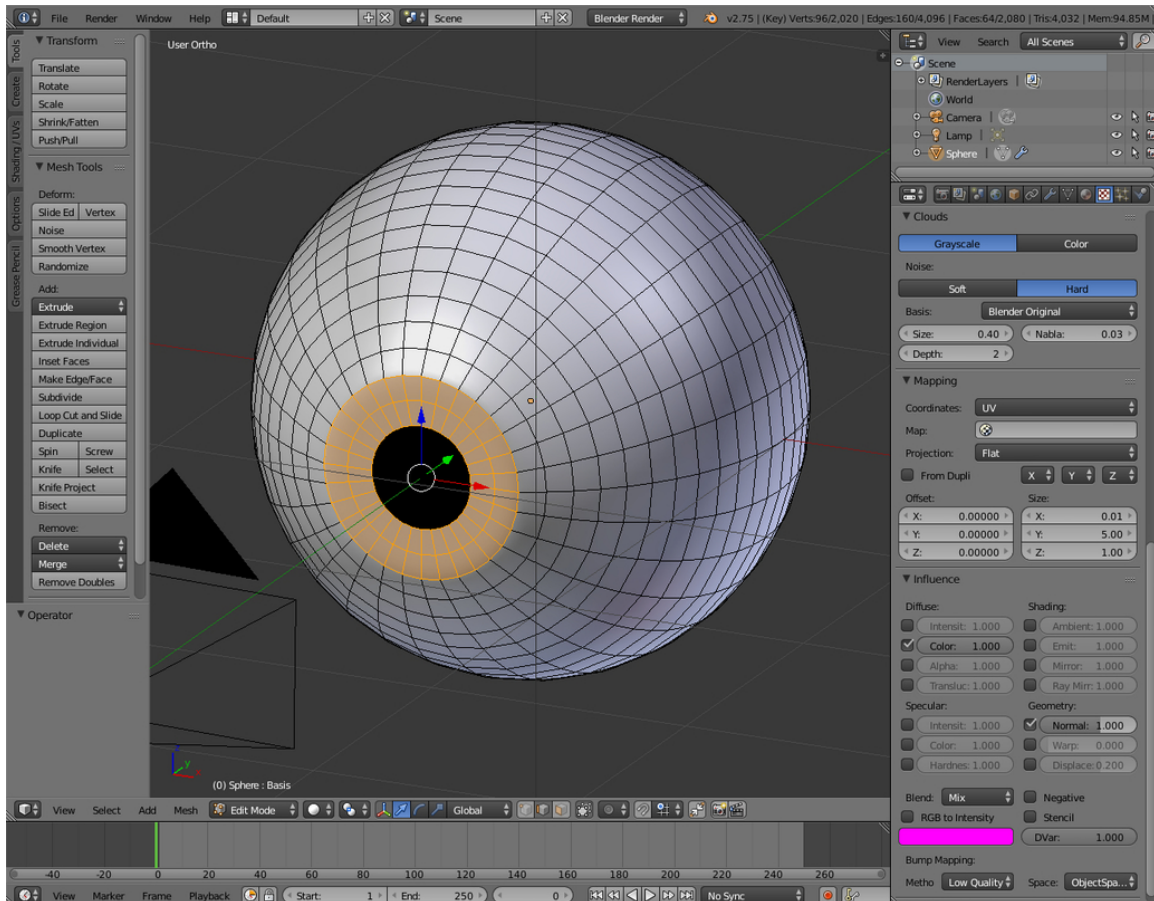 File Render Window Help Default Scene Blender Render v2.75 | (Key) Verts:96/2,020 | Edges:160/4,096 | Faces:64/2,080 | Tris:4,032 | Mem:94.85M |
Tools
Create
Shading / UVs
Options
Grease Pencil
Transform
Translate
Rotate
Scale
Shrink/Fatten
Push/Pull
Mesh Tools
Deform:
Slide Ed Vertex
Noise
Smooth Vertex
Randomize
Add:
Extrude
Extrude Region
Extrude Individual
Inset Faces
Make Edge/Face
Subdivide
Loop Cut and Slide
Duplicate
Spin Screw
Knife Select
Knife Project
Bisect
Remove:
Delete
Merge
Remove Doubles
Operator
User Ortho
z
y
x
(0) Sphere : Basis
View Select Add Mesh Edit Mode Global
-40 -20 0 20 40 60 80 100 120 140 160 180 200 220 240 260
View Marker Frame Playback Start: 1 End: 250 0 No Sync
View Search All Scenes
Scene
RenderLayers |
World
Camera |
Lamp |
Sphere |
Clouds
Grayscale Color
Noise:
Soft Hard
Basis: Blender Original
Size: 0.40 Nabla: 0.03
Depth: 2
Mapping
Coordinates: UV
Map:
Projection: Flat
From Dupli X Y Z
Offset: Size:
X: 0.00000 X: 0.01
Y: 0.00000 Y: 5.00
Z: 0.00000 Z: 1.00
Influence
Diffuse: Shading:
Intensit: 1.000 Ambient: 1.000
Color: 1.000 Emit: 1.000
Alpha: 1.000 Mirror: 1.000
Transluc: 1.000 Ray Mirr: 1.000
Specular: Geometry:
Intensit: 1.000 Normal: 1.000
Color: 1.000 Warp: 0.000
Hardnes: 1.000 Displace: 0.200
Blend: Mix Negative
RGB to Intensity Stencil
DVar: 1.000
Bump Mapping:
Metho Low Quality Space: ObjectSpa...